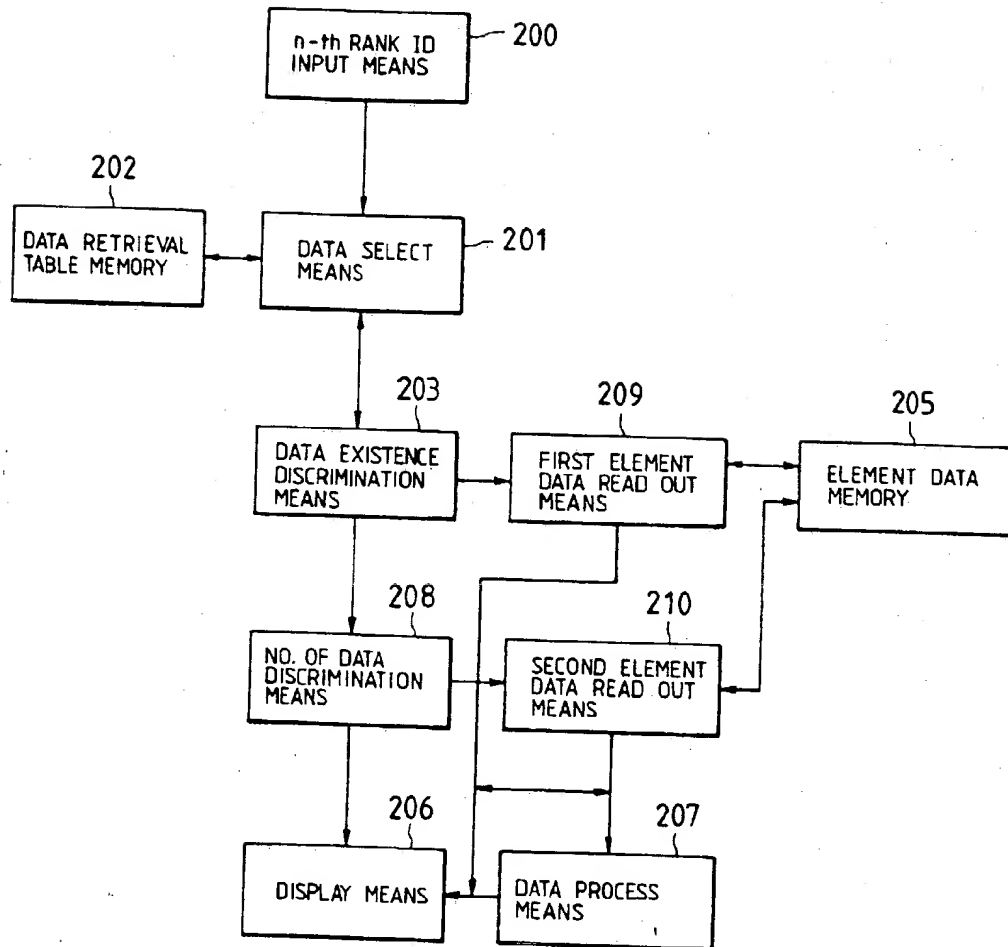 n-th RANK ID
INPUT MEANS
200
202
DATA RETRIEVAL
TABLE MEMORY
DATA SELECT
MEANS
201
203
DATA EXISTENCE
DISCRIMINATION
MEANS
209
FIRST ELEMENT
DATA READ OUT
MEANS
205
ELEMENT DATA
MEMORY
208
NO. OF DATA
DISCRIMINATION
MEANS
210
SECOND ELEMENT
DATA READ OUT
MEANS
206
DISPLAY MEANS
207
DATA PROCESS
MEANS